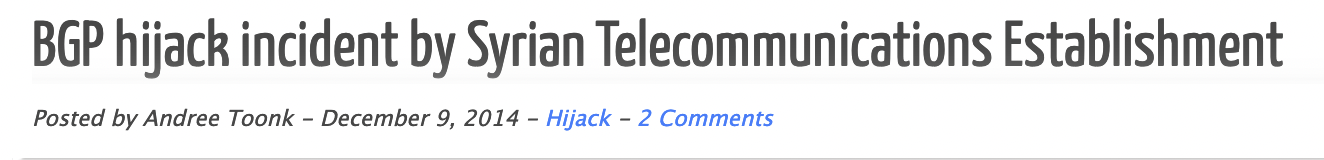 BGP hijack incident by Syrian Telecommunications Establishment
Posted by Andree Toonk – December 9, 2014 – Hijack – 2 Comments